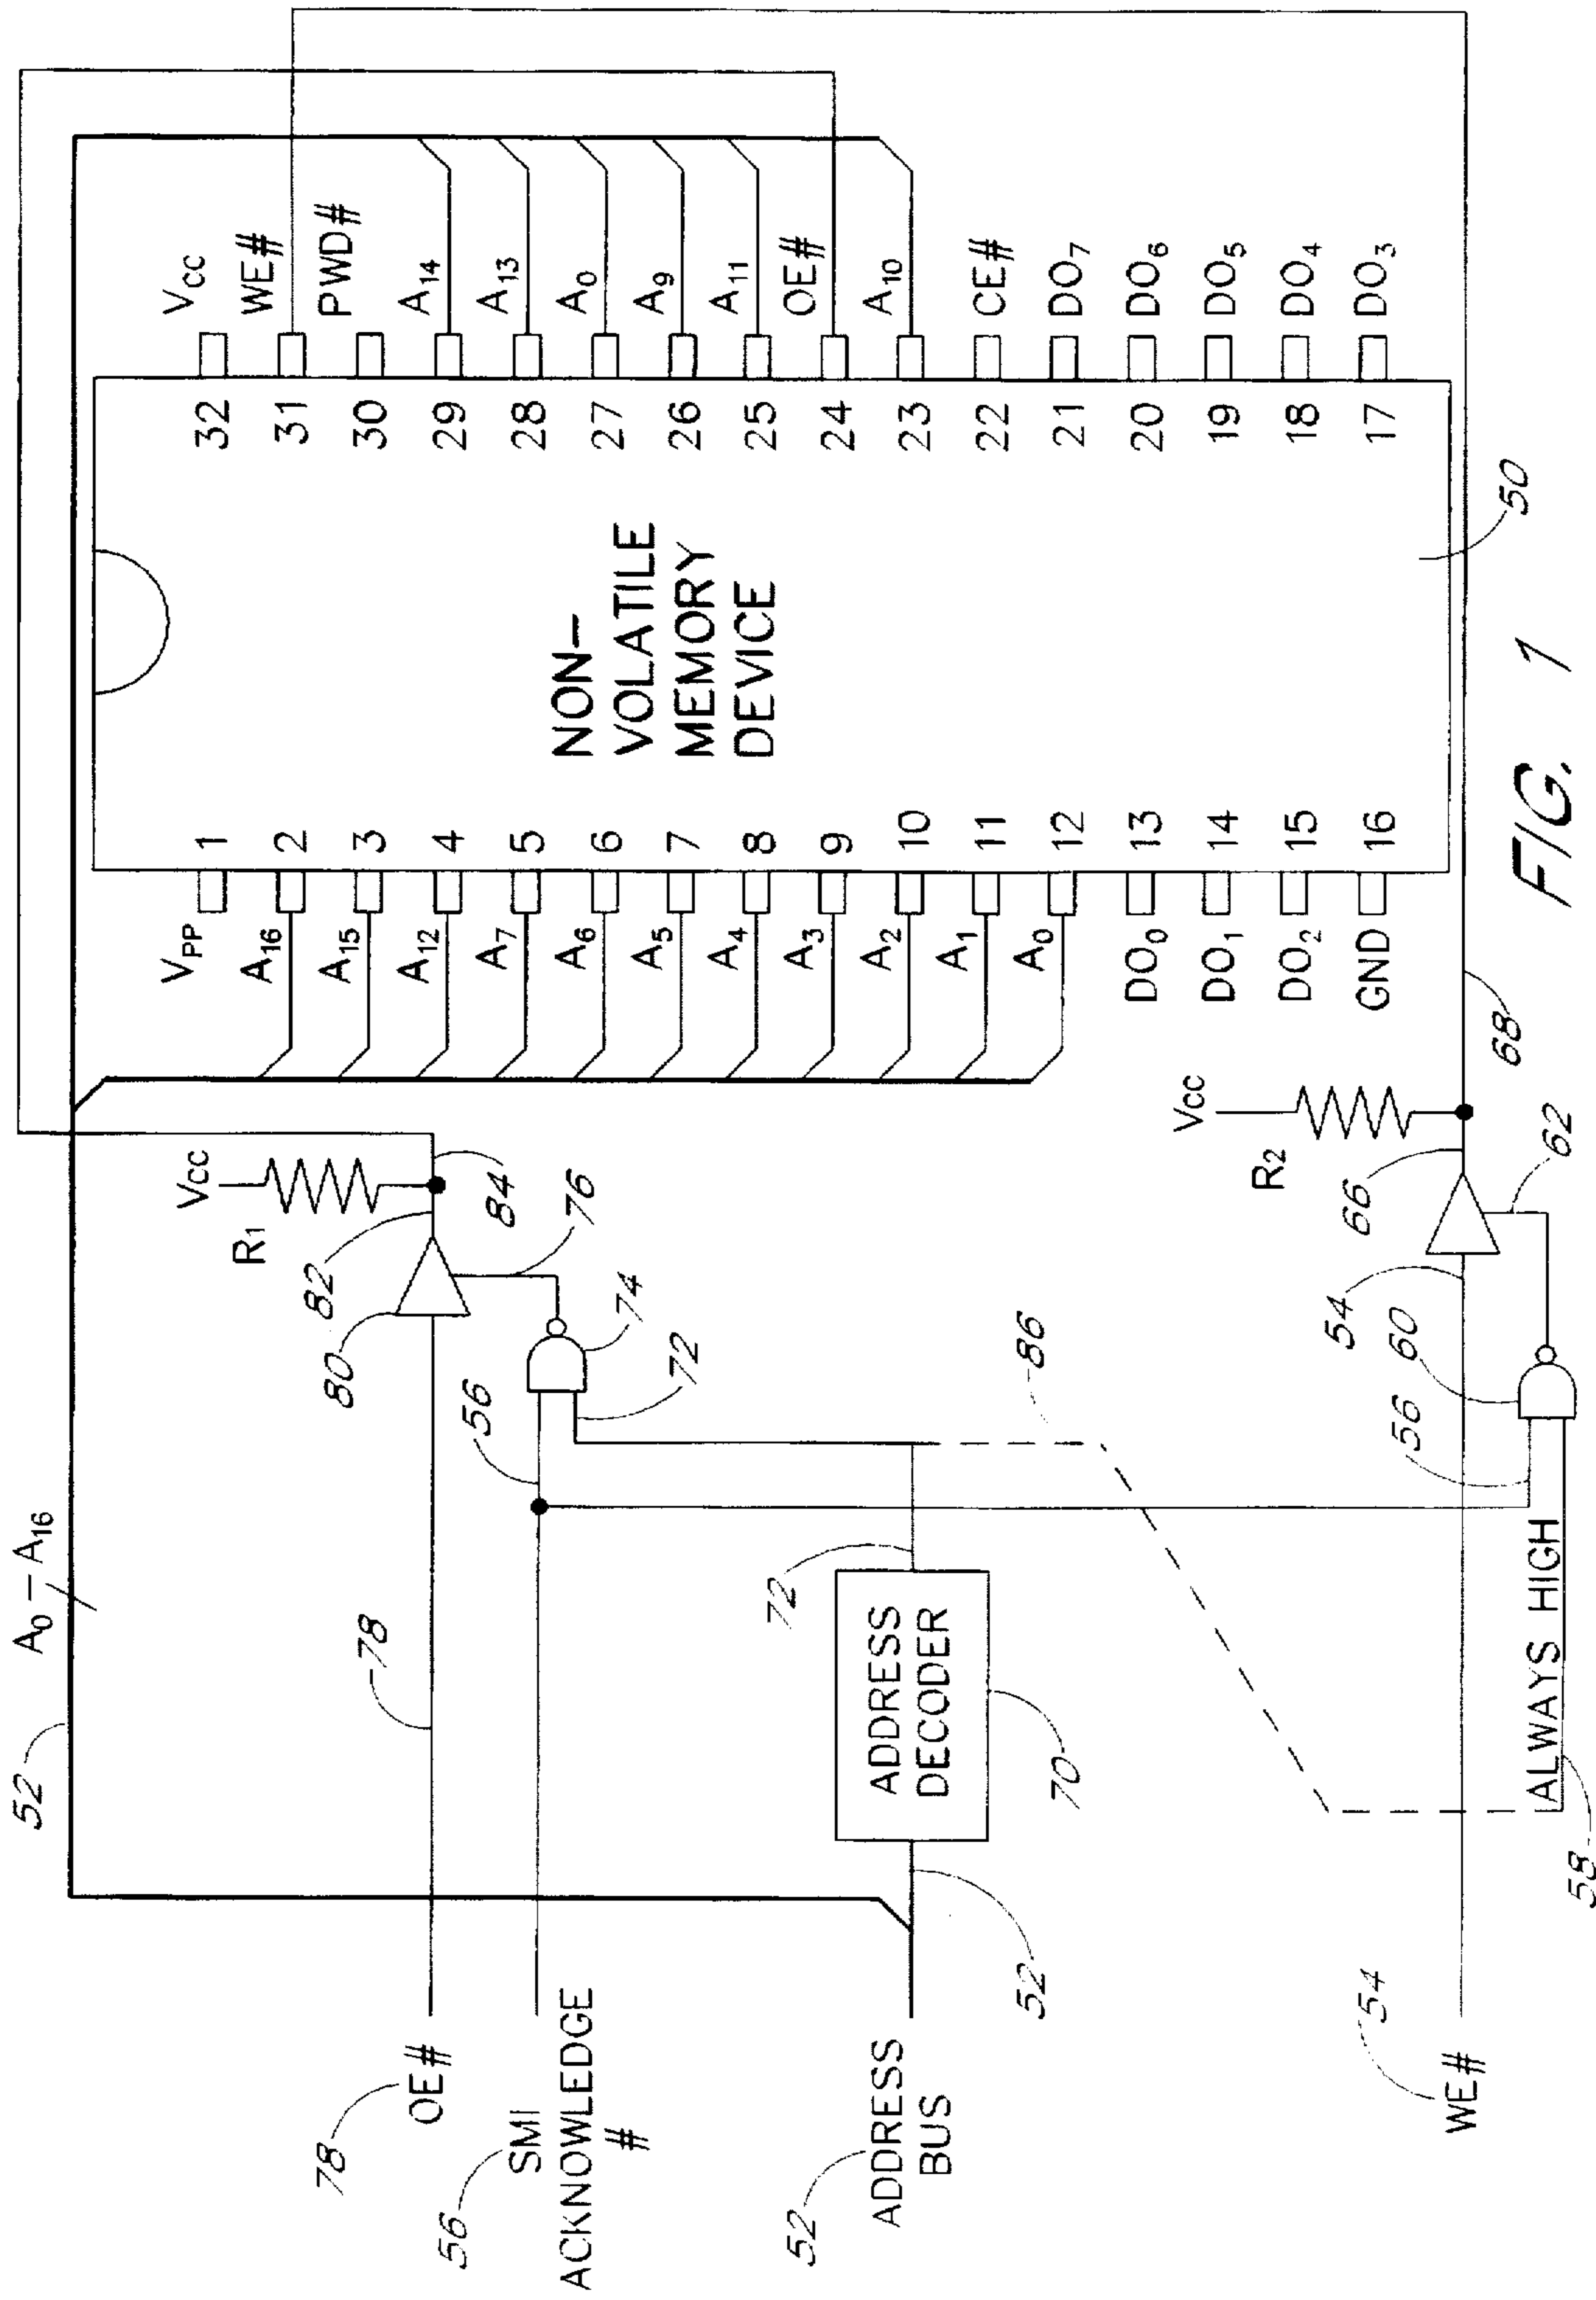 A₀ – A₁₆
52
78
OE#
78
80
82
R₁
Vcc
84
76
74
72
56
56
SMI
ACKNOWLEDGE
#
52
ADDRESS
BUS
52
ADDRESS
DECODER
70
72
86
54
WE#
54
56
60
58
ALWAYS HIGH
62
66
R₂
Vcc
68
NON–
VOLATILE
MEMORY
DEVICE
50
V_PP 1
A₁₆ 2
A₁₅ 3
A₁₂ 4
A₇ 5
A₆ 6
A₅ 7
A₄ 8
A₃ 9
A₂ 10
A₁ 11
A₀ 12
DO₀ 13
DO₁ 14
DO₂ 15
GND 16
32 V_CC
31 WE#
30 PWD#
29 A₁₄
28 A₁₃
27 A₀
26 A₉
25 A₁₁
24 OE#
23 A₁₀
22 CE#
21 DO₇
20 DO₆
19 DO₅
18 DO₄
17 DO₃
FIG. 1